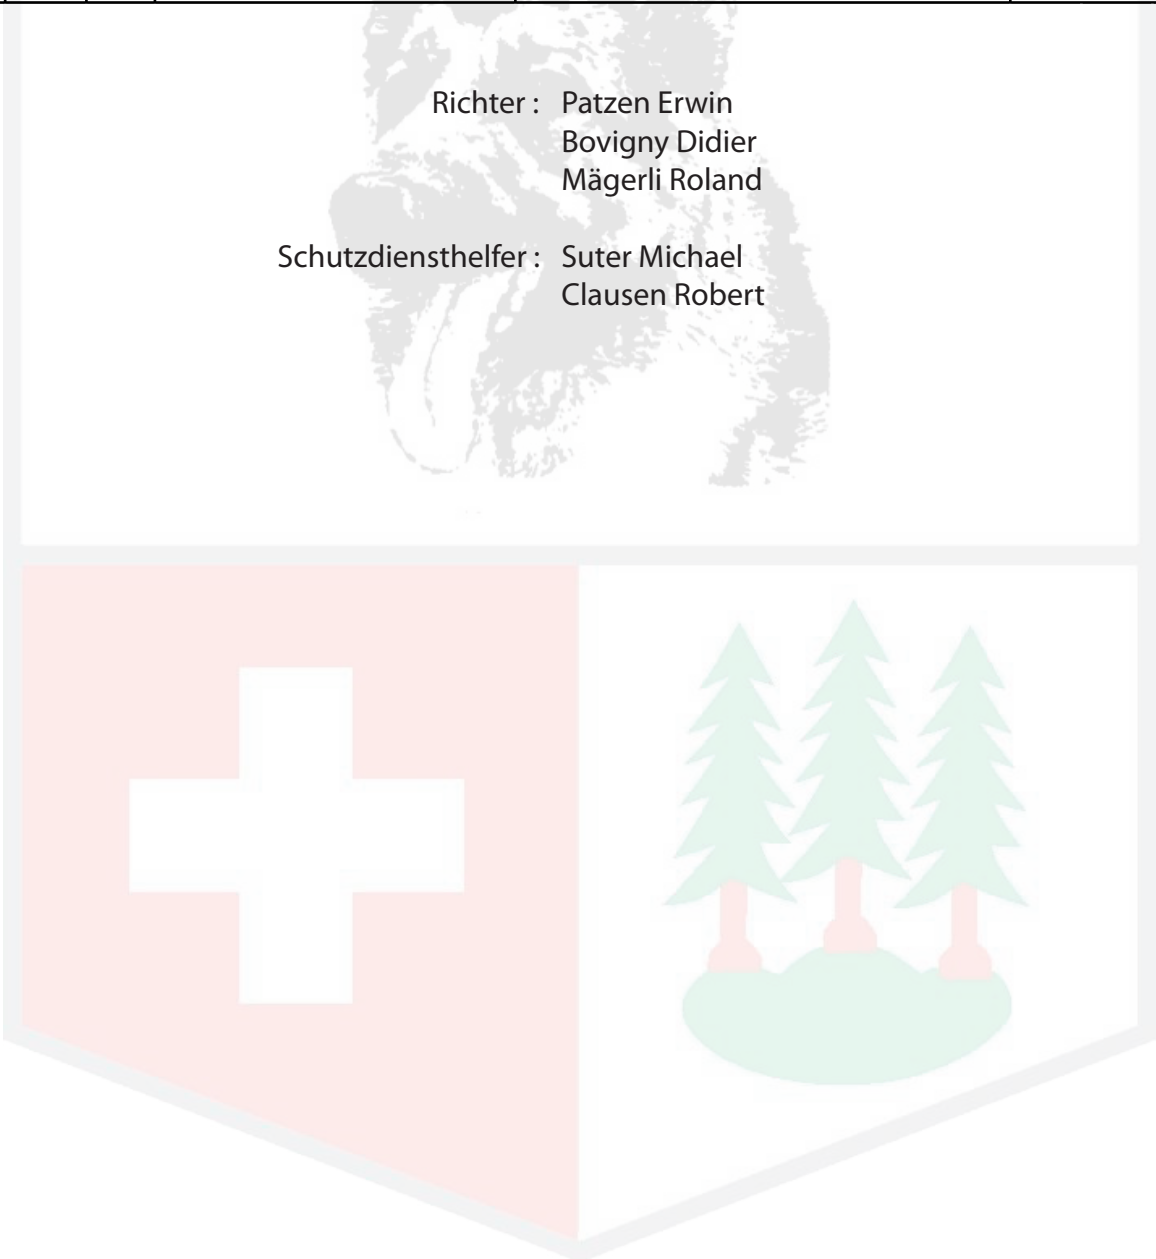 Richter : Patzen Erwin
Bovigny Didier
Mägerli Roland
Schutzdiensthelfer : Suter Michael
Clausen Robert